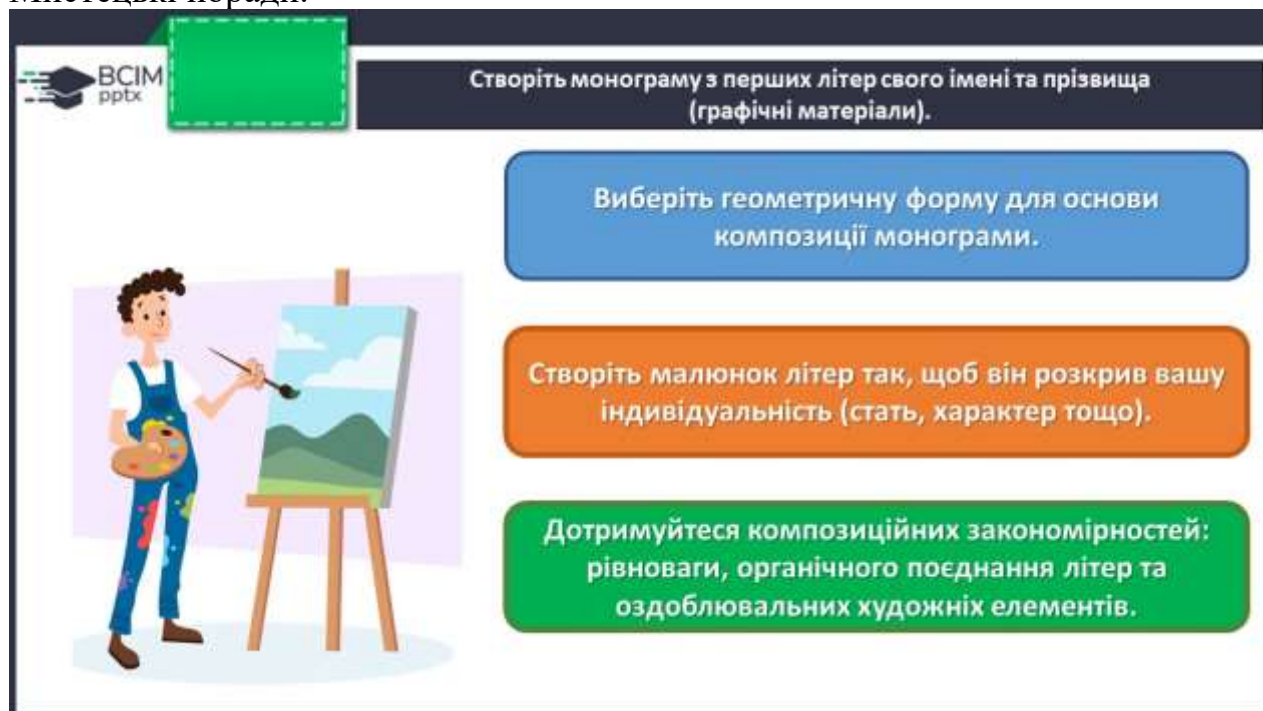 Мистецькі поради.
BCIM
pptx
Створіть монограму з перших літер свого імені та прізвища
(графічні матеріали).
Виберіть геометричну форму для основи
композиції монограми.
Створіть малюнок літер так, щоб він розкрив вашу
індивідуальність (стать, характер тощо).
Дотримуйтеся композиційних закономірностей:
рівноваги, органічного поєднання літер та
оздоблювальних художніх елементів.